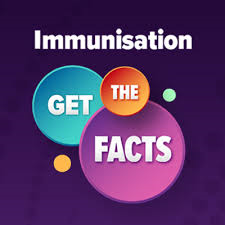 Immunisation
GET
THE
FACTS